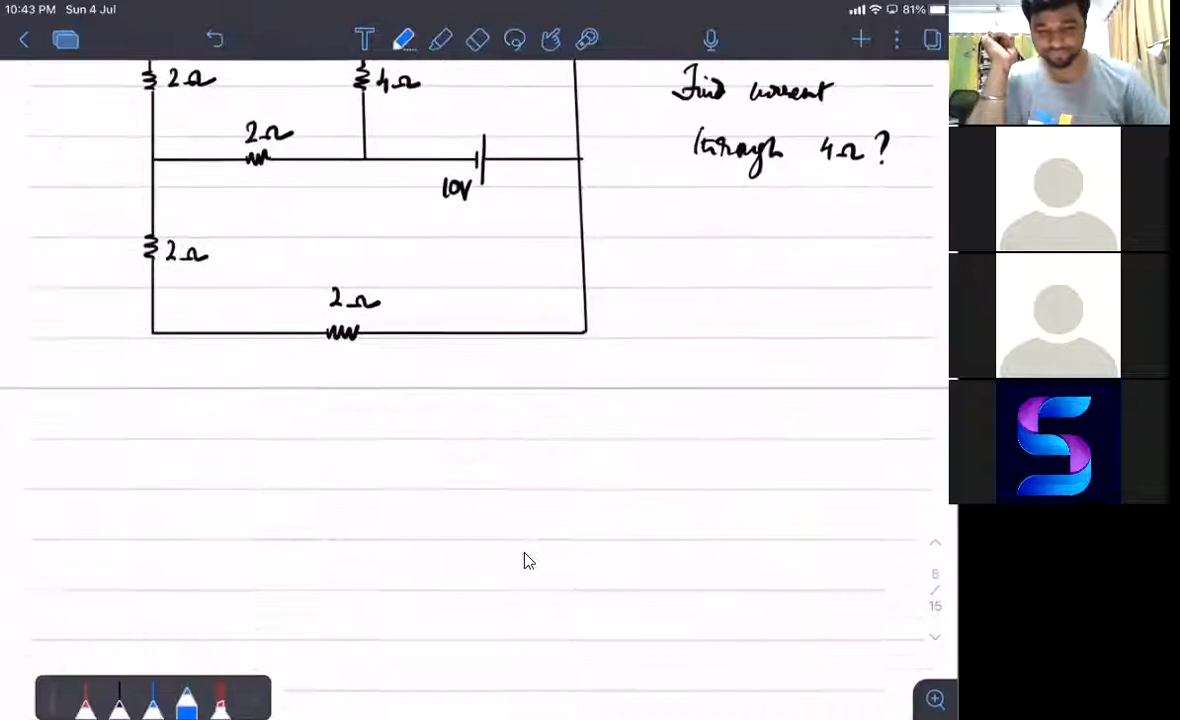 10:43 PM Sun 4 Jul
81%
2Ω
4Ω
Find current
through 4Ω?
2Ω
10V
2Ω
2Ω
8
/
15